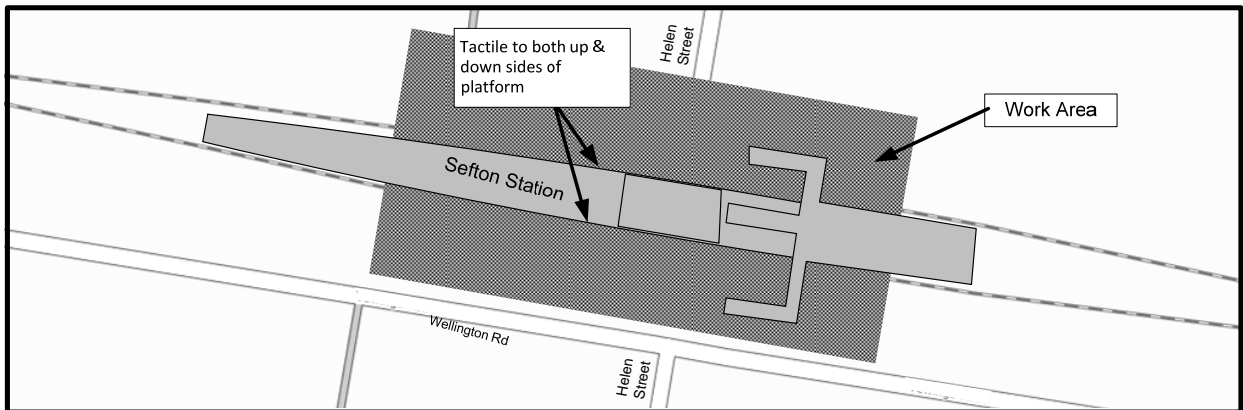 Tactile to both up &
down sides of
platform
Helen
Street
Work Area
Sefton Station
Wellington Rd
Helen
Street